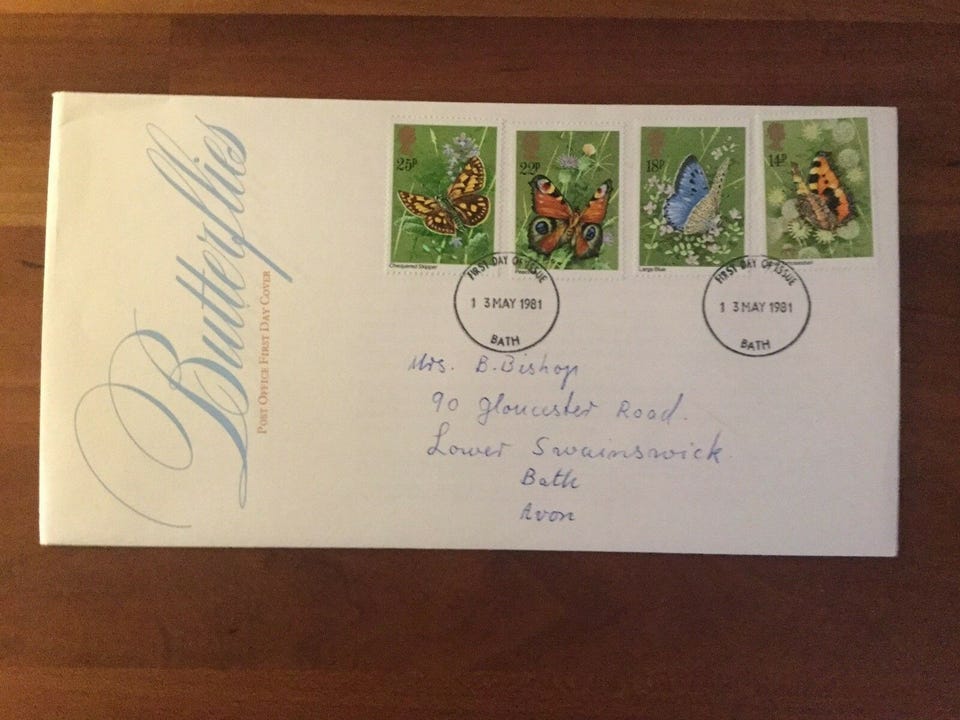 Butterflies
POST OFFICE FIRST DAY COVER
25P
22P
18P
14P
Chequered Skipper
Large Blue
FIRST DAY OF ISSUE
1 3 MAY 1981
BATH
FIRST DAY OF ISSUE
1 3 MAY 1981
BATH
Mrs. B. Bishop
90 Gloucester Road.
Lower Swainswick.
Bath
Avon